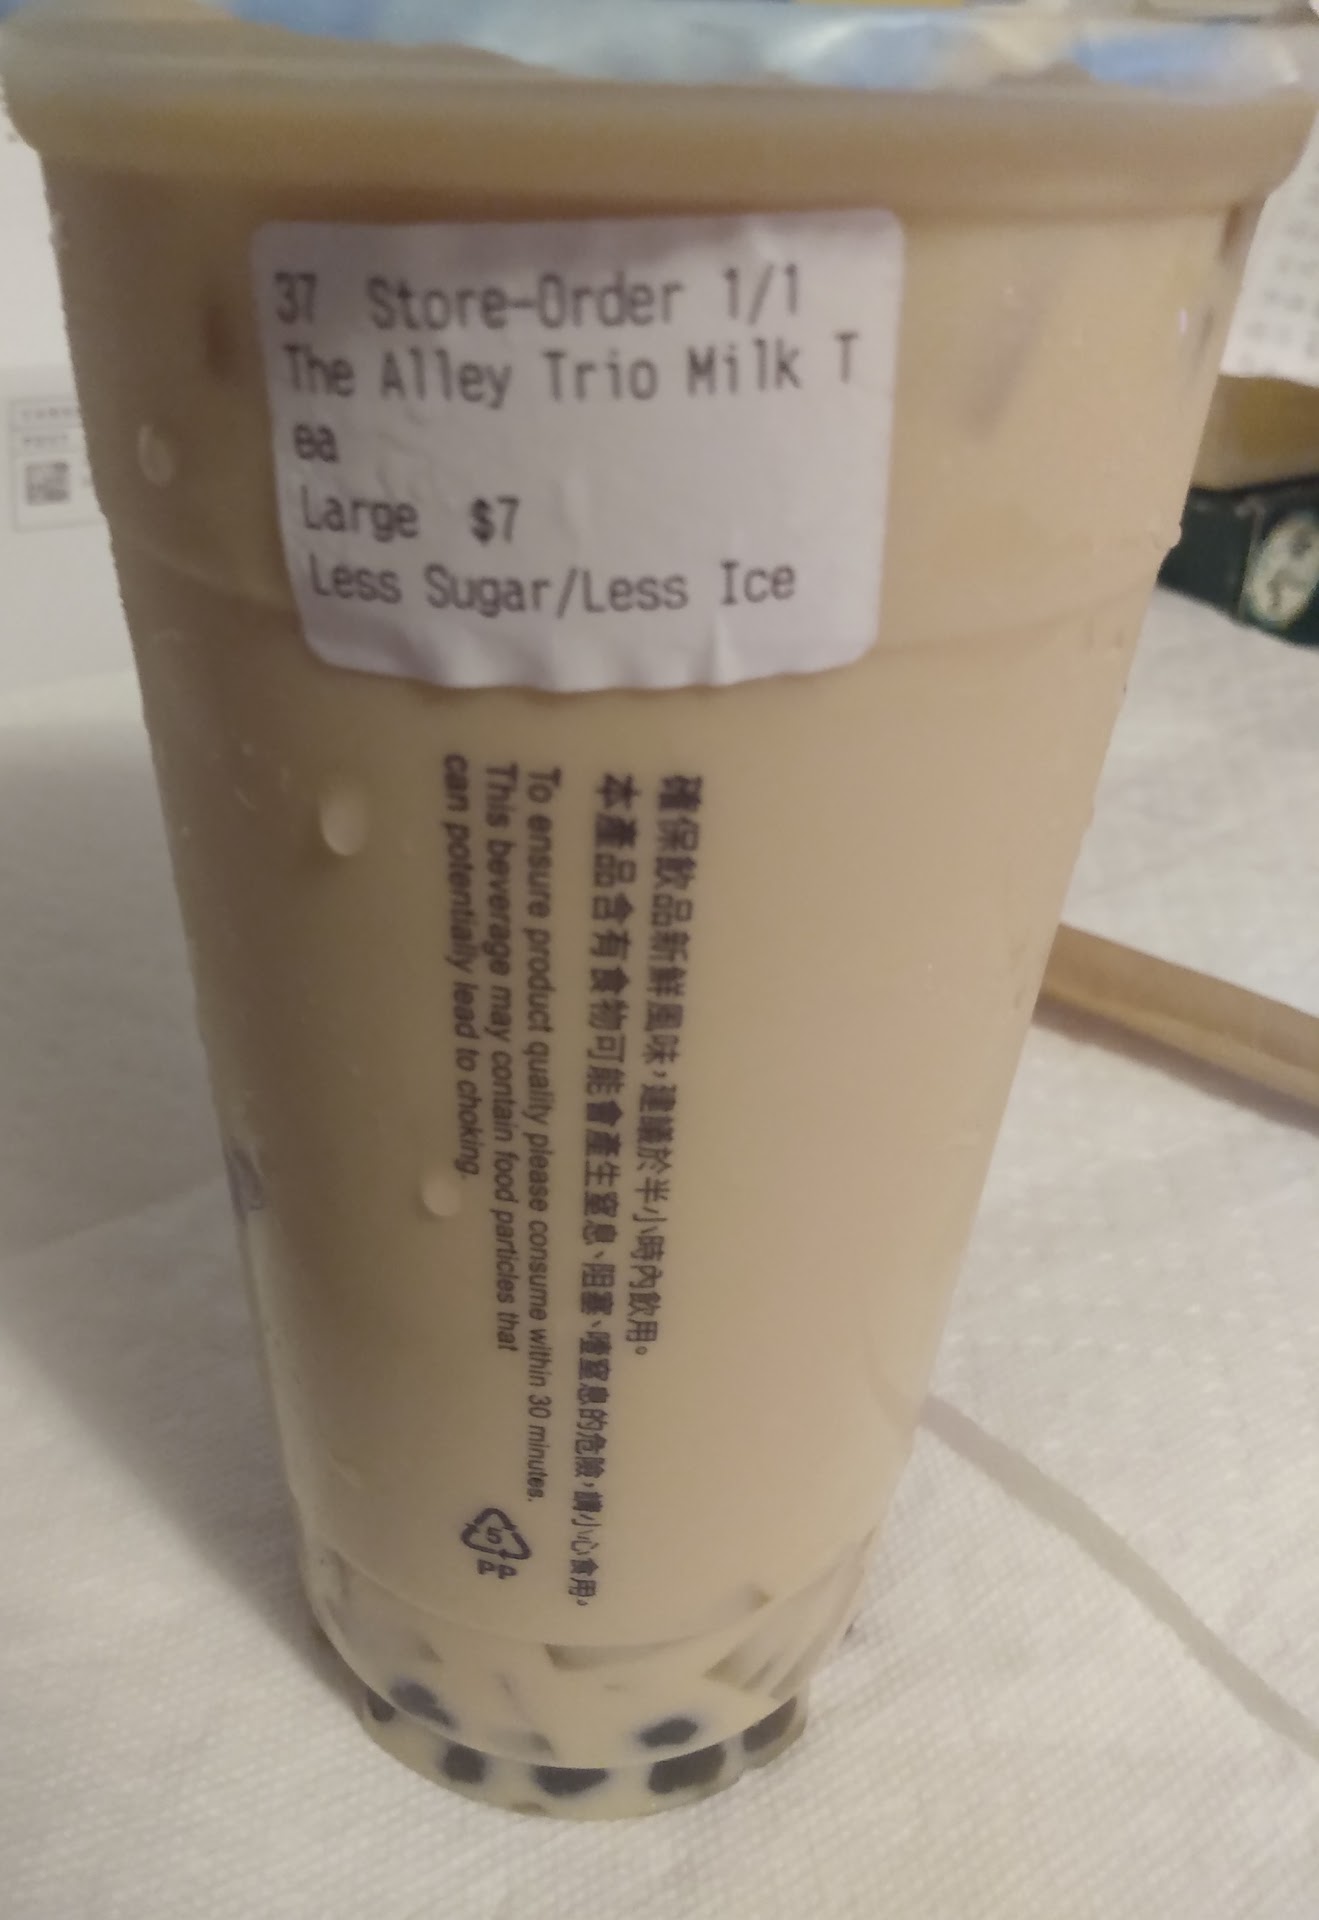 37 Store-Order 1/1
The Alley Trio Milk T
ea
Large $7
Less Sugar/Less Ice
確保飲品新鮮風味，建議於半小時內飲用。
本產品含有食物可能會產生窒息、阻塞、噎窒息的危險，請小心食用。
To ensure product quality please consume within 30 minutes.
This beverage may contain food particles that
can potentially lead to choking.
5
PP